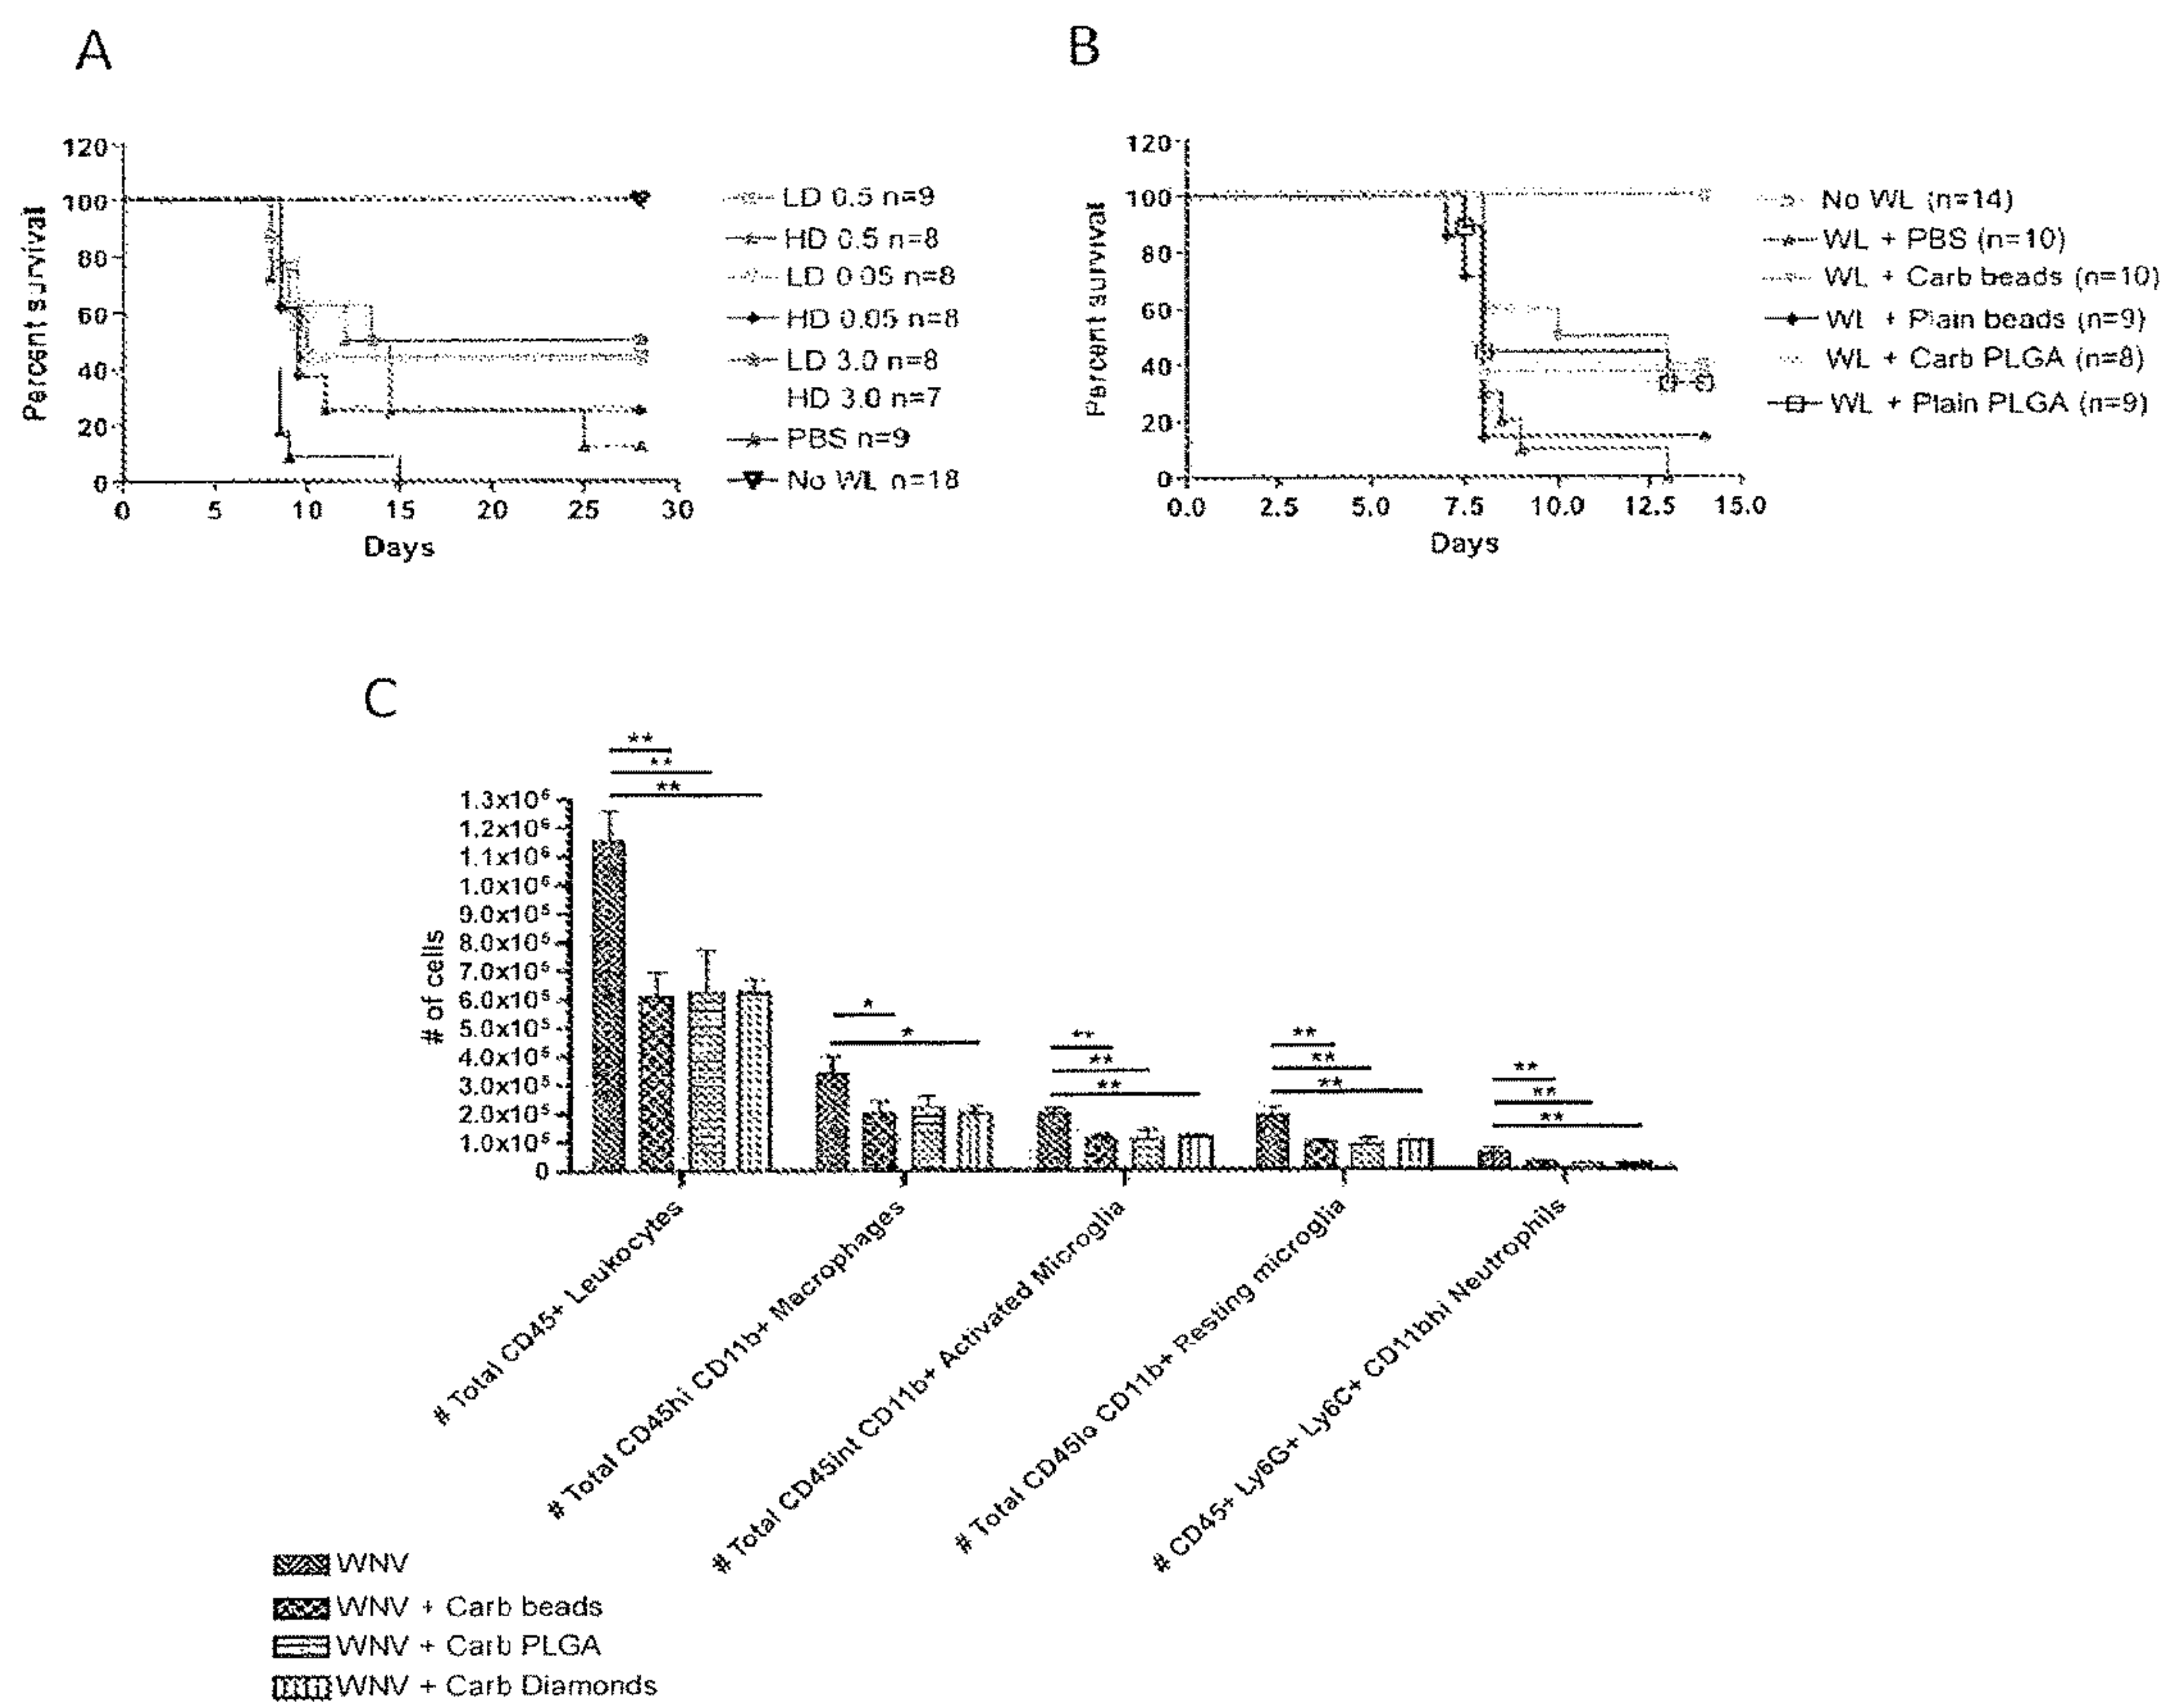 A
120
100
80
60
40
20
0
Percent survival
0 5 10 15 20 25 30
Days
LD 0.5 n=9
HD 0.5 n=8
LD 0.05 n=8
HD 0.05 n=8
LD 3.0 n=8
HD 3.0 n=7
PBS n=9
No WL n=18
B
120
100
80
60
40
20
0
Percent survival
0.0 2.5 5.0 7.5 10.0 12.5 15.0
Days
No WL (n=14)
WL + PBS (n=10)
WL + Carb beads (n=10)
WL + Plain beads (n=9)
WL + Carb PLGA (n=8)
WL + Plain PLGA (n=9)
C
1.3x10⁶
1.2x10⁶
1.1x10⁶
1.0x10⁶
9.0x10⁵
8.0x10⁵
7.0x10⁵
6.0x10⁵
5.0x10⁵
4.0x10⁵
3.0x10⁵
2.0x10⁵
1.0x10⁵
0
# of cells
**
**
**
*
*
**
**
**
**
**
**
**
**
**
# Total CD45+ Leukocytes
# Total CD45hi CD11b+ Macrophages
# Total CD45int CD11b+ Activated Microglia
# Total CD45lo CD11b+ Resting microglia
# CD45+ Ly6G+ Ly6C+ CD11bhi Neutrophils
WNV
WNV + Carb beads
WNV + Carb PLGA
WNV + Carb Diamonds